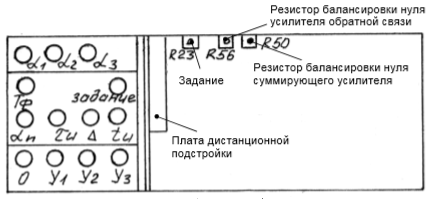 Резистор балансировки нуля
усилителя обратной связи
α1 α2 α3
R23 R56 R50
Задание
Резистор балансировки нуля
суммирующего усилителя
Тф задание
αп τи Δ tи
Плата дистанционной
подстройки
0 У1 У2 У3